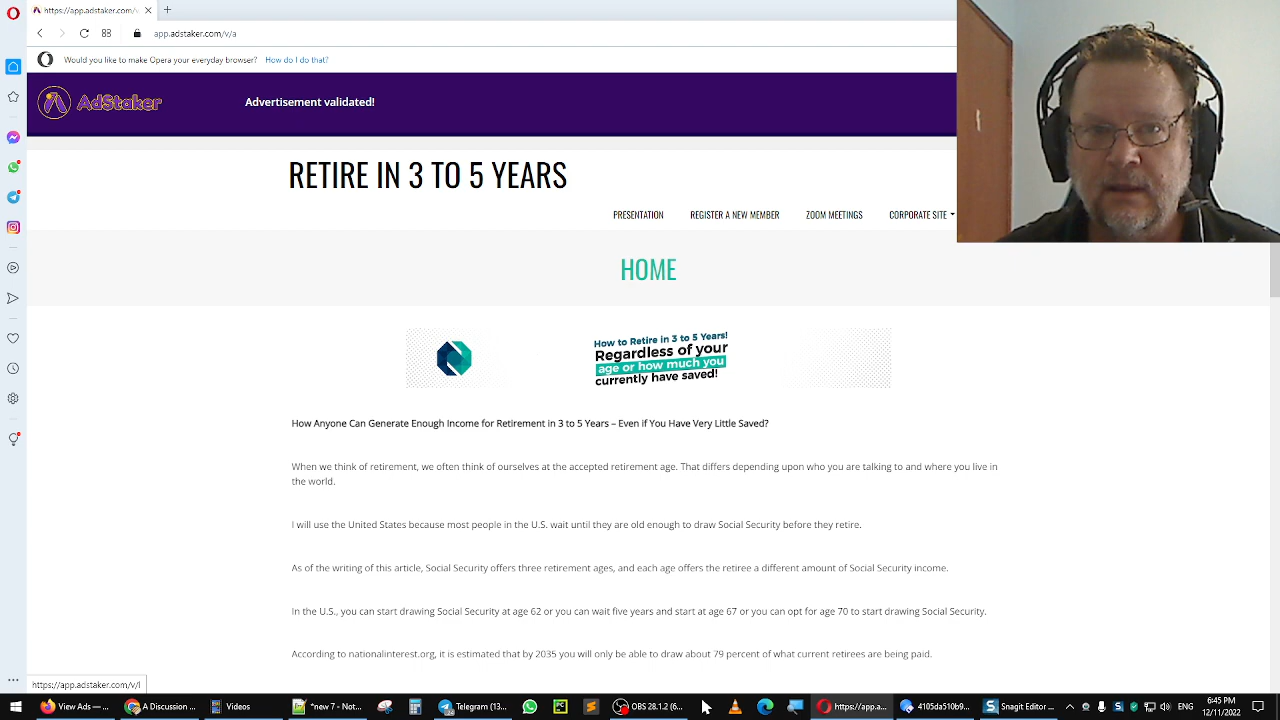 https://app.adstaker.com/v/
app.adstaker.com/v/a
Would you like to make Opera your everyday browser? How do I do that?
AdStaker
Advertisement validated!
RETIRE IN 3 TO 5 YEARS
PRESENTATION
REGISTER A NEW MEMBER
ZOOM MEETINGS
CORPORATE SITE
HOME
How to Retire in 3 to 5 Years!
Regardless of your
age or how much you
currently have saved!
How Anyone Can Generate Enough Income for Retirement in 3 to 5 Years – Even if You Have Very Little Saved?
When we think of retirement, we often think of ourselves at the accepted retirement age. That differs depending upon who you are talking to and where you live in
the world.
I will use the United States because most people in the U.S. wait until they are old enough to draw Social Security before they retire.
As of the writing of this article, Social Security offers three retirement ages, and each age offers the retiree a different amount of Social Security income.
In the U.S., you can start drawing Social Security at age 62 or you can wait five years and start at age 67 or you can opt for age 70 to start drawing Social Security.
According to nationalinterest.org, it is estimated that by 2035 you will only be able to draw about 79 percent of what current retirees are being paid.
https://app.adstaker.com/v/l
View Ads — ...
A Discussion ...
Videos
*new 7 - Not...
Telegram (13...
OBS 28.1.2 (6...
https://app.a...
4105da510b9...
Snagit Editor ...
6:45 PM
12/11/2022